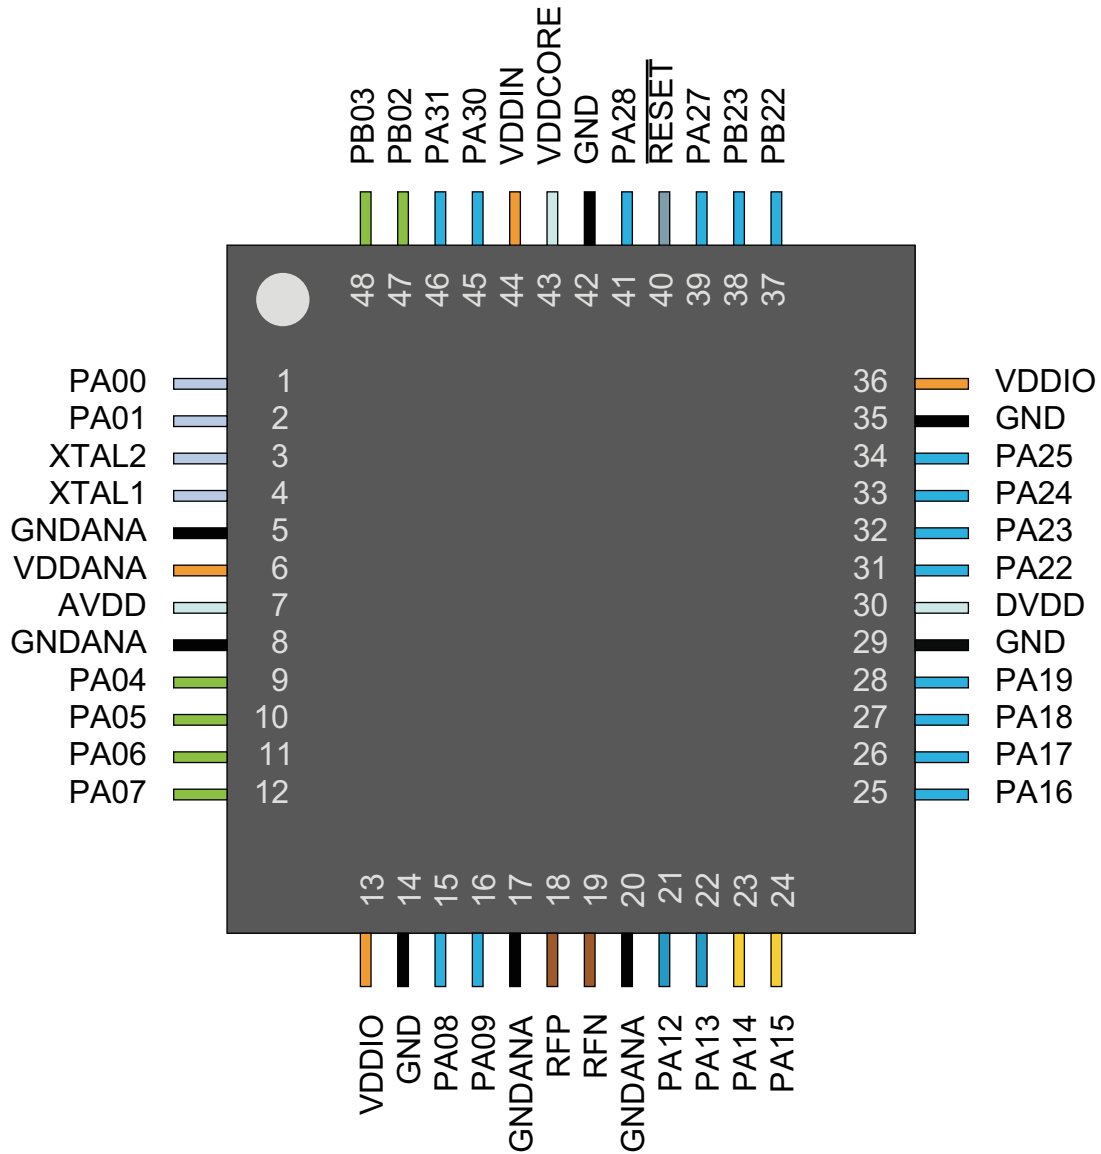 PB03
PB02
PA31
PA30
VDDIN
VDDCORE
GND
PA28
RESET
PA27
PB23
PB22
48
47
46
45
44
43
42
41
40
39
38
37
PA00 1
PA01 2
XTAL2 3
XTAL1 4
GNDANA 5
VDDANA 6
AVDD 7
GNDANA 8
PA04 9
PA05 10
PA06 11
PA07 12
36 VDDIO
35 GND
34 PA25
33 PA24
32 PA23
31 PA22
30 DVDD
29 GND
28 PA19
27 PA18
26 PA17
25 PA16
13
14
15
16
17
18
19
20
21
22
23
24
VDDIO
GND
PA08
PA09
GNDANA
RFP
RFN
GNDANA
PA12
PA13
PA14
PA15